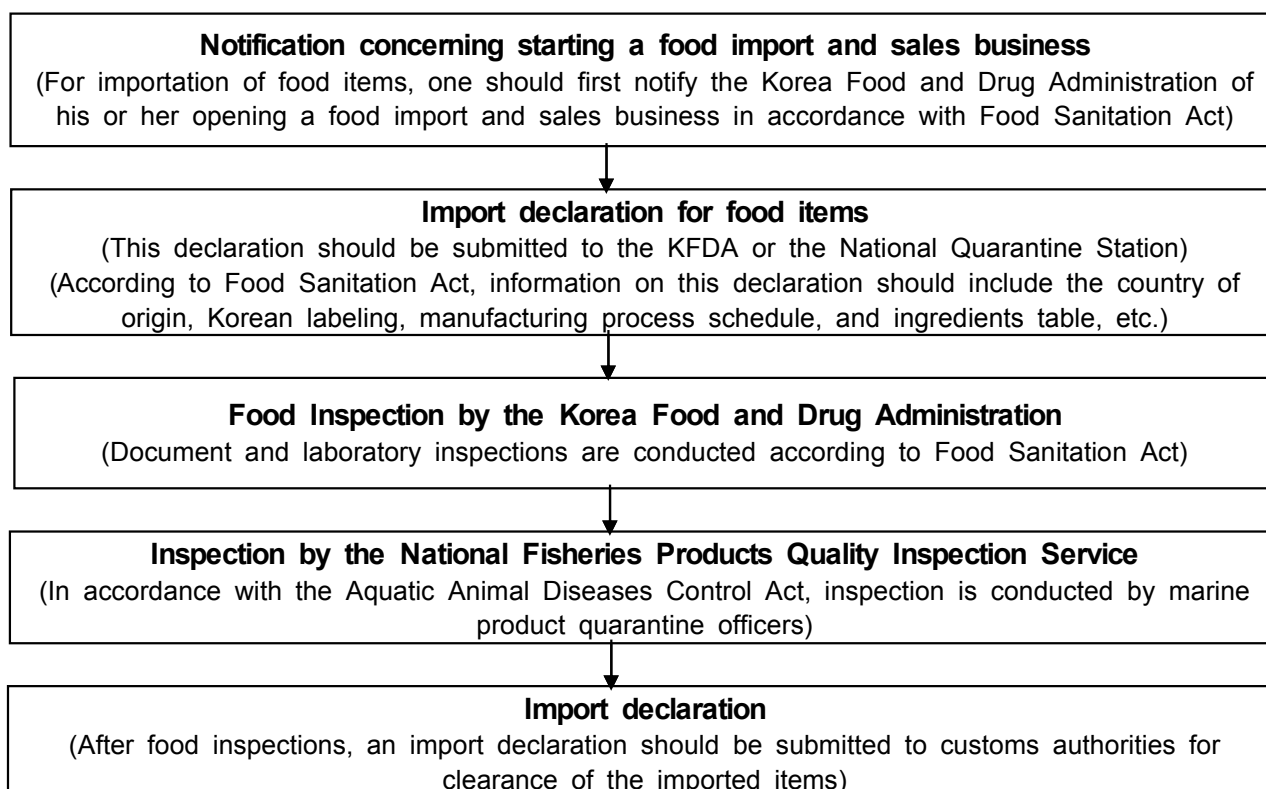 Notification concerning starting a food import and sales business
(For importation of food items, one should first notify the Korea Food and Drug Administration of
his or her opening a food import and sales business in accordance with Food Sanitation Act)
Import declaration for food items
(This declaration should be submitted to the KFDA or the National Quarantine Station)
(According to Food Sanitation Act, information on this declaration should include the country of
origin, Korean labeling, manufacturing process schedule, and ingredients table, etc.)
Food Inspection by the Korea Food and Drug Administration
(Document and laboratory inspections are conducted according to Food Sanitation Act)
Inspection by the National Fisheries Products Quality Inspection Service
(In accordance with the Aquatic Animal Diseases Control Act, inspection is conducted by marine
product quarantine officers)
Import declaration
(After food inspections, an import declaration should be submitted to customs authorities for
clearance of the imported items)